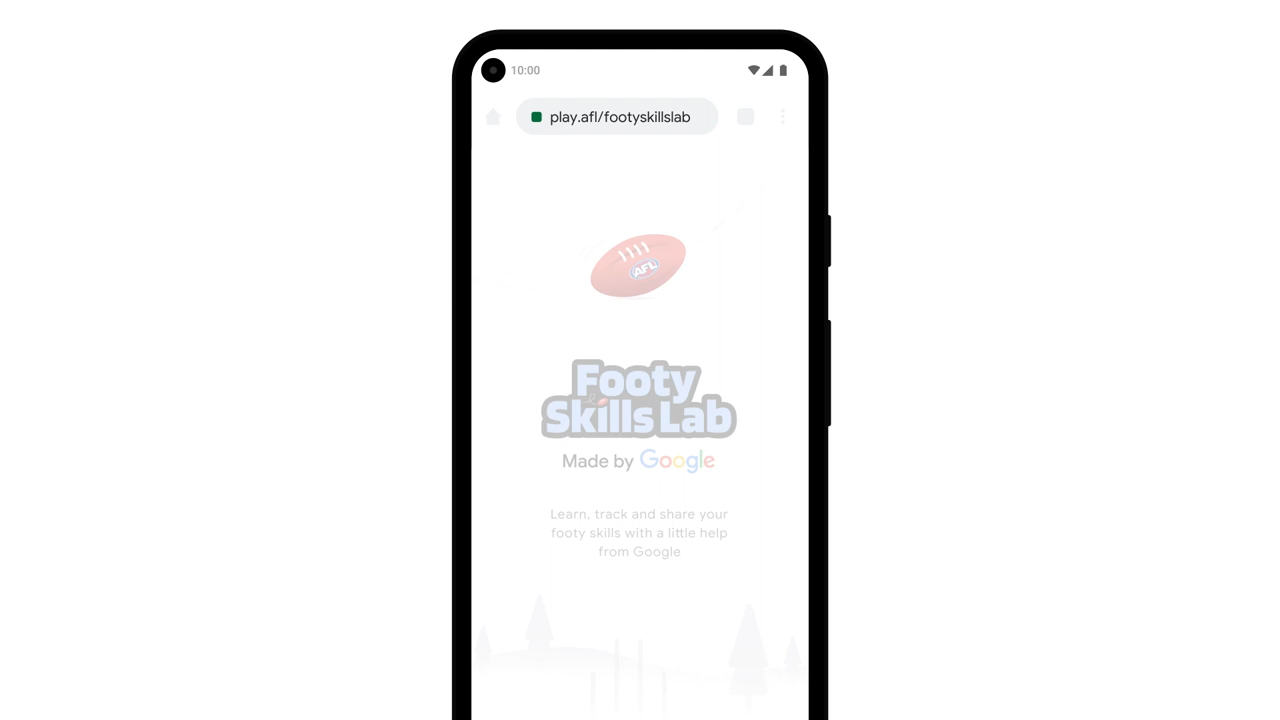 10:00
play.afl/footyskillslab
AFL
Footy
Skills Lab
Made by Google
Learn, track and share your
footy skills with a little help
from Google